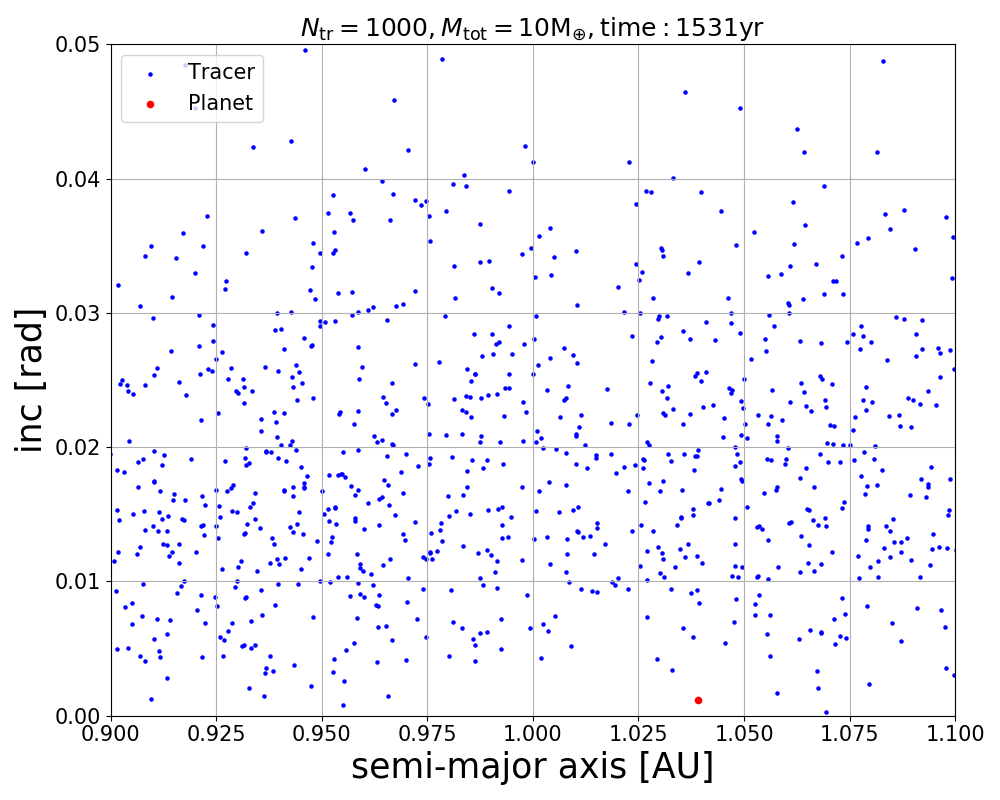 N_tr = 1000, M_tot = 10M_⊕, time : 1531yr
0.05
Tracer
Planet
0.04
0.03
inc [rad]
0.02
0.01
0.00
0.900 0.925 0.950 0.975 1.000 1.025 1.050 1.075 1.100
semi-major axis [AU]